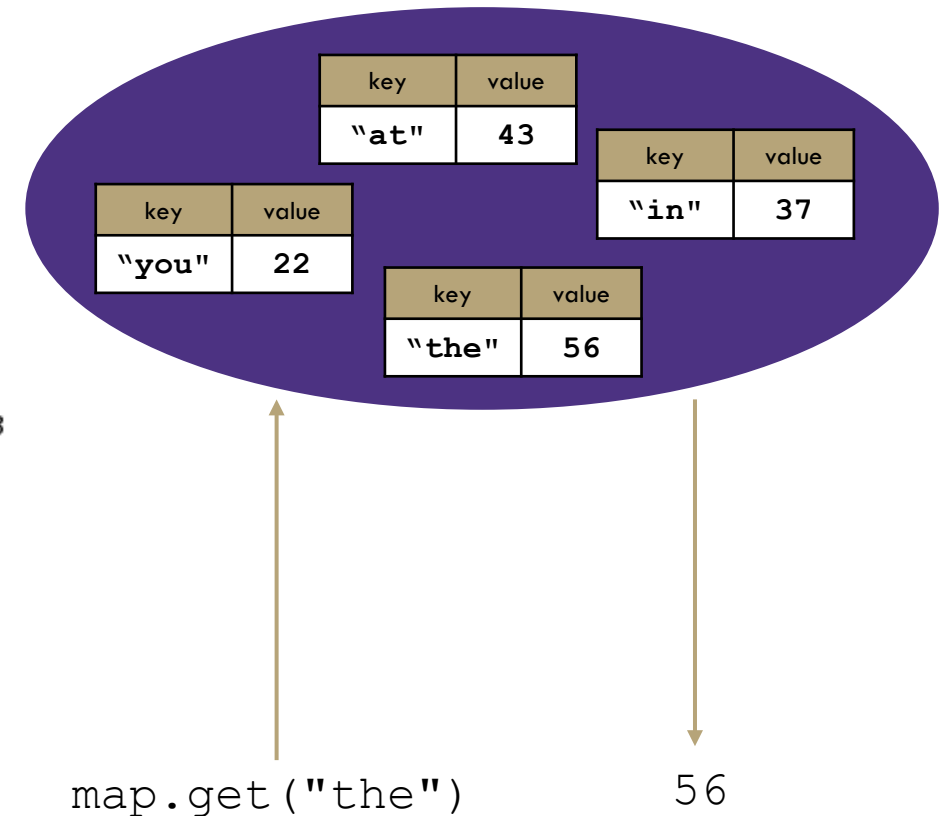 key value
“at" 43
key value
“in" 37
key value
“you" 22
key value
“the" 56
map.get("the") 56